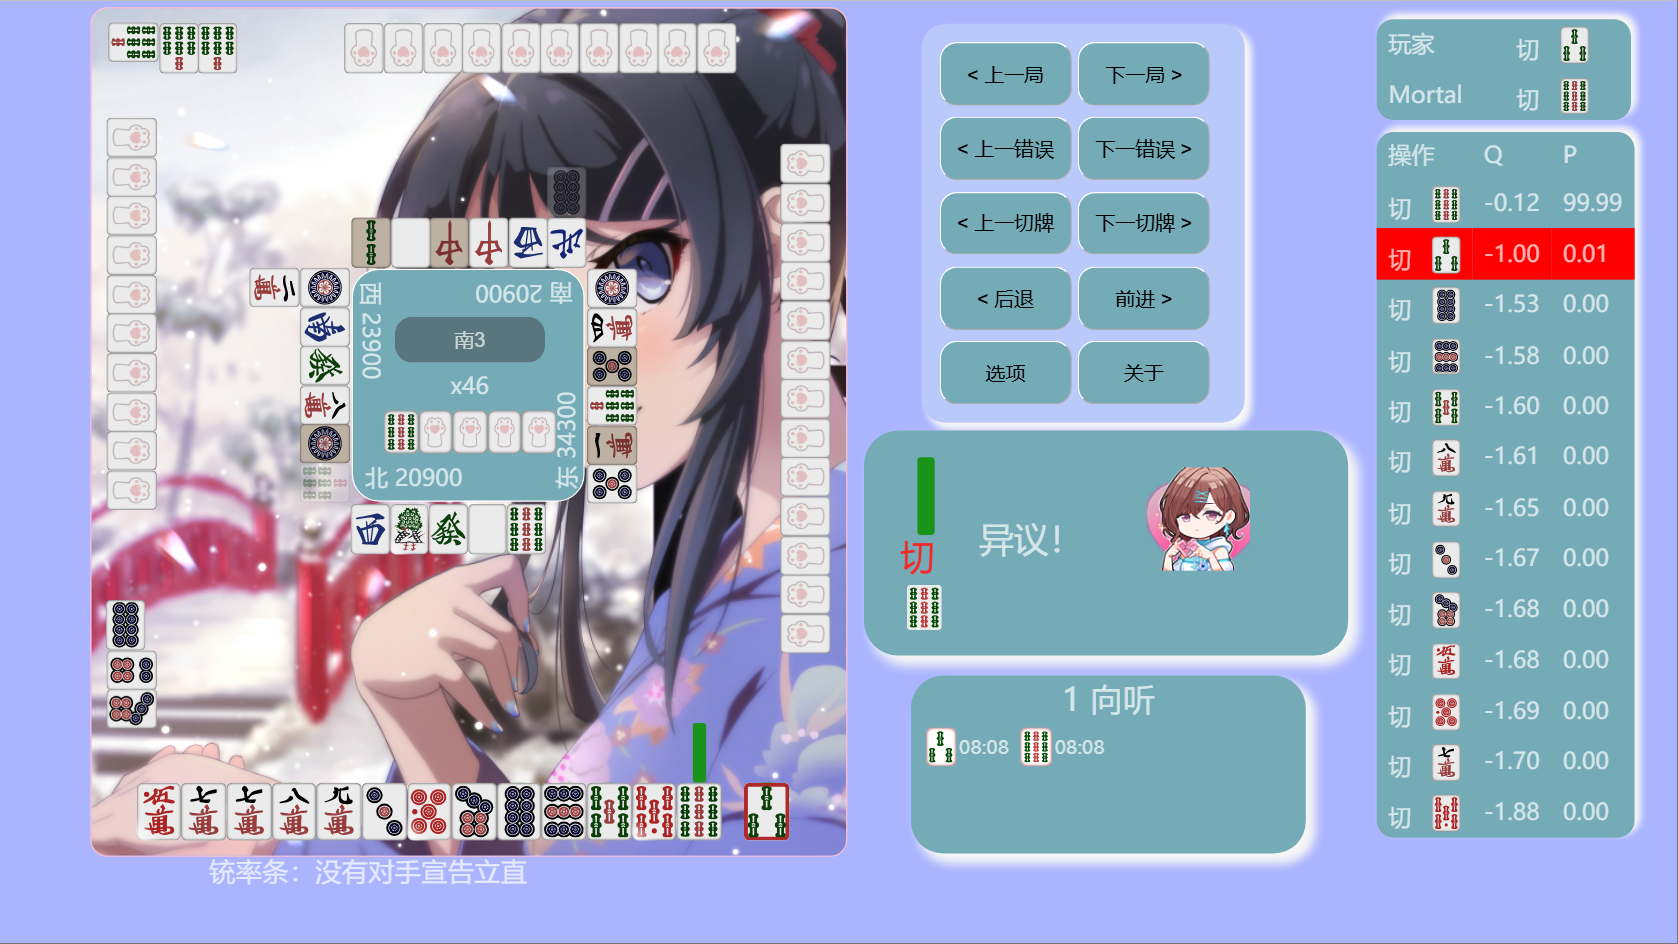 南 20900
西 23900
南3
x46
东 34300
北 20900
铳率条：没有对手宣告立直
< 上一局
下一局 >
< 上一错误
下一错误 >
< 上一切牌
下一切牌 >
< 后退
前进 >
选项
关于
切
异议！
1 向听
08:08 08:08
玩家 切
Mortal 切
操作 Q P
切 -0.12 99.99
切 -1.00 0.01
切 -1.53 0.00
切 -1.58 0.00
切 -1.60 0.00
切 -1.61 0.00
切 -1.65 0.00
切 -1.67 0.00
切 -1.68 0.00
切 -1.68 0.00
切 -1.69 0.00
切 -1.70 0.00
切 -1.88 0.00